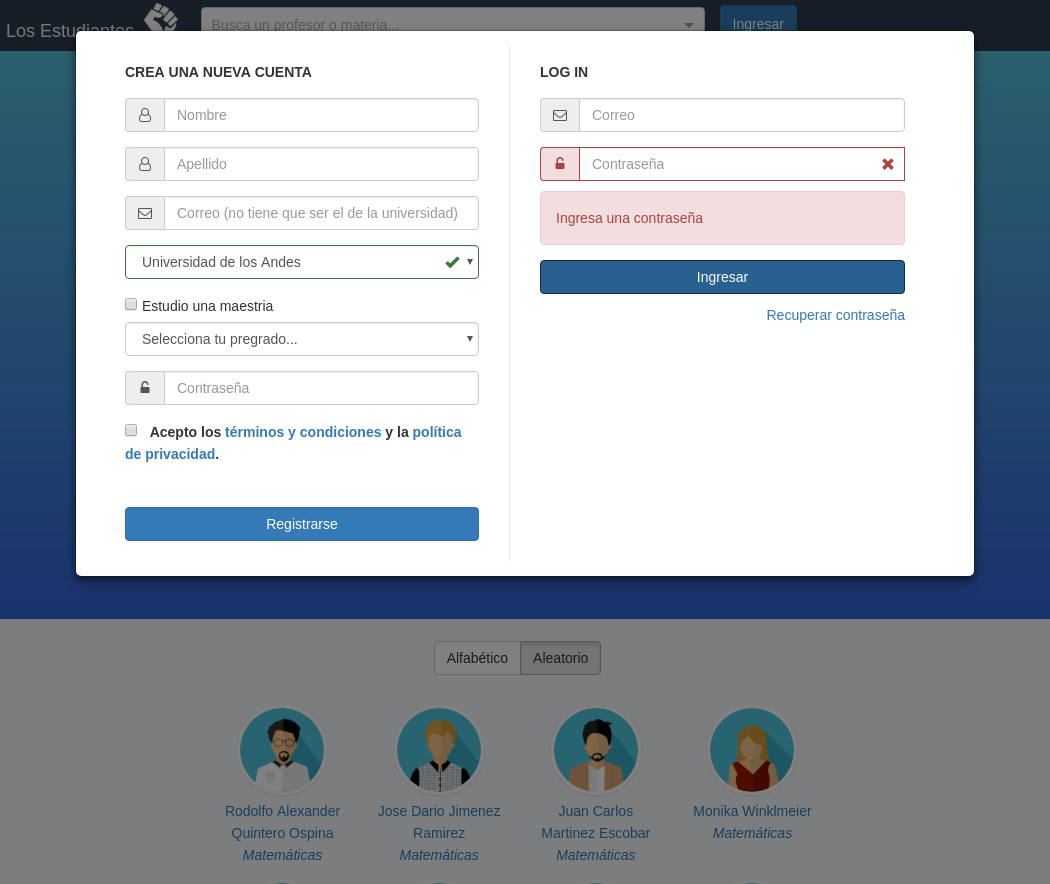 Los Estudiantes
Busca un profesor o materia...
Ingresar
CREA UNA NUEVA CUENTA
Nombre
Apellido
Correo (no tiene que ser el de la universidad)
Universidad de los Andes
Estudio una maestria
Selecciona tu pregrado...
Contraseña
Acepto los términos y condiciones y la política
de privacidad.
Registrarse
LOG IN
Correo
Contraseña
Ingresa una contraseña
Ingresar
Recuperar contraseña
Alfabético
Aleatorio
Rodolfo Alexander
Quintero Ospina
Matemáticas
Jose Dario Jimenez
Ramirez
Matemáticas
Juan Carlos
Martinez Escobar
Matemáticas
Monika Winklmeier
Matemáticas